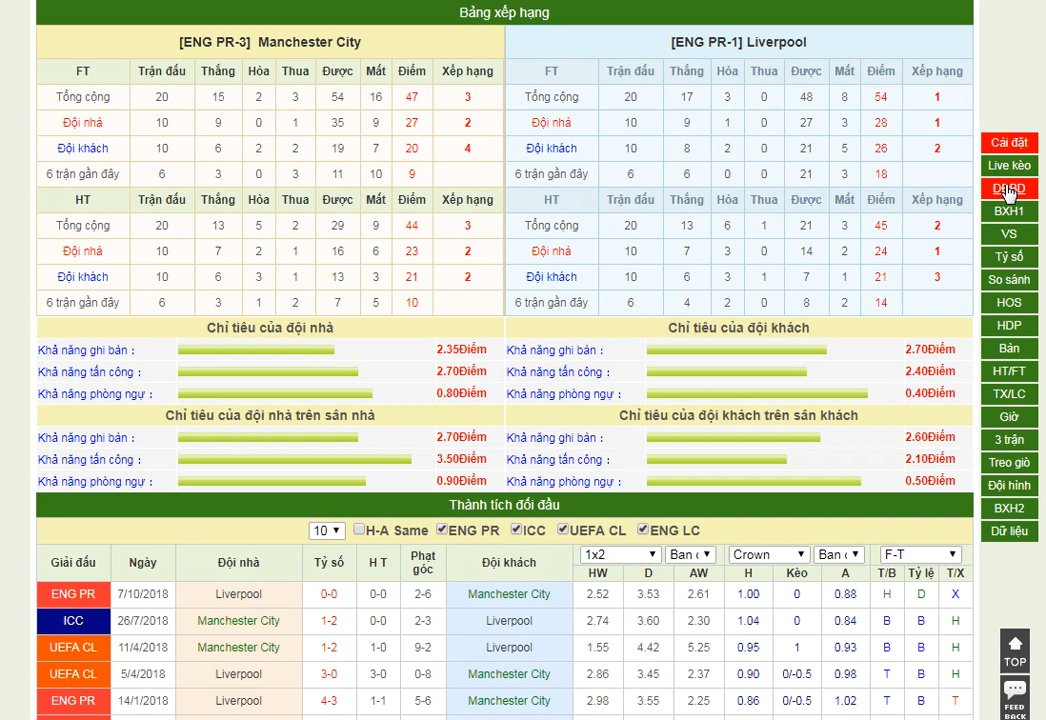 Bảng xếp hạng
[ENG PR-3] Manchester City [ENG PR-1] Liverpool
FT Trận đấu Thắng Hòa Thua Được Mất Điểm Xếp hạng FT Trận đấu Thắng Hòa Thua Được Mất Điểm Xếp hạng
Tổng cộng 20 15 2 3 54 16 47 3 Tổng cộng 20 17 3 0 48 8 54 1
Đội nhà 10 9 0 1 35 9 27 2 Đội nhà 10 9 1 0 27 3 28 1
Đội khách 10 6 2 2 19 7 20 4 Đội khách 10 8 2 0 21 5 26 2
6 trận gần đây 6 3 0 3 11 10 9 6 trận gần đây 6 6 0 0 21 3 18
HT Trận đấu Thắng Hòa Thua Được Mất Điểm Xếp hạng HT Trận đấu Thắng Hòa Thua Được Mất Điểm Xếp hạng
Tổng cộng 20 13 5 2 29 9 44 3 Tổng cộng 20 13 6 1 21 3 45 2
Đội nhà 10 7 2 1 16 6 23 2 Đội nhà 10 7 3 0 14 2 24 1
Đội khách 10 6 3 1 13 3 21 2 Đội khách 10 6 3 1 7 1 21 3
6 trận gần đây 6 3 1 2 7 5 10 6 trận gần đây 6 4 2 0 8 2 14
Chỉ tiêu của đội nhà Chỉ tiêu của đội khách
Khả năng ghi bàn : 2.35Điểm Khả năng ghi bàn : 2.70Điểm
Khả năng tấn công : 2.70Điểm Khả năng tấn công : 2.40Điểm
Khả năng phòng ngự : 0.80Điểm Khả năng phòng ngự : 0.40Điểm
Chỉ tiêu của đội nhà trên sân nhà Chỉ tiêu của đội khách trên sân khách
Khả năng ghi bàn : 2.70Điểm Khả năng ghi bàn : 2.60Điểm
Khả năng tấn công : 3.50Điểm Khả năng tấn công : 2.10Điểm
Khả năng phòng ngự : 0.90Điểm Khả năng phòng ngự : 0.50Điểm
Thành tích đối đầu
10 H-A Same ENG PR ICC UEFA CL ENG LC
Giải đấu Ngày Đội nhà Tỷ số H T Phạt góc Đội khách 1x2 Ban c Crown Ban c F-T
HW D AW H Kèo A T/B Tỷ lệ T/X
ENG PR 7/10/2018 Liverpool 0-0 0-0 2-6 Manchester City 2.52 3.53 2.61 1.00 0 0.88 H D X
ICC 26/7/2018 Manchester City 1-2 0-0 2-3 Liverpool 2.74 3.60 2.30 1.04 0 0.84 B B H
UEFA CL 11/4/2018 Manchester City 1-2 1-0 9-2 Liverpool 1.55 4.42 5.25 0.95 1 0.93 B B H
UEFA CL 5/4/2018 Liverpool 3-0 3-0 0-8 Manchester City 2.86 3.45 2.37 0.90 0/-0.5 0.98 T B H
ENG PR 14/1/2018 Liverpool 4-3 1-1 5-6 Manchester City 2.98 3.55 2.25 0.86 0/-0.5 1.02 T B T
Cài đặt
Live kèo
BXH1
VS
Tỷ số
So sánh
HOS
HDP
Bàn
HT/FT
TX/LC
Giờ
3 trận
Treo giò
Đội hình
BXH2
Dữ liệu
TOP
FEED
BACK